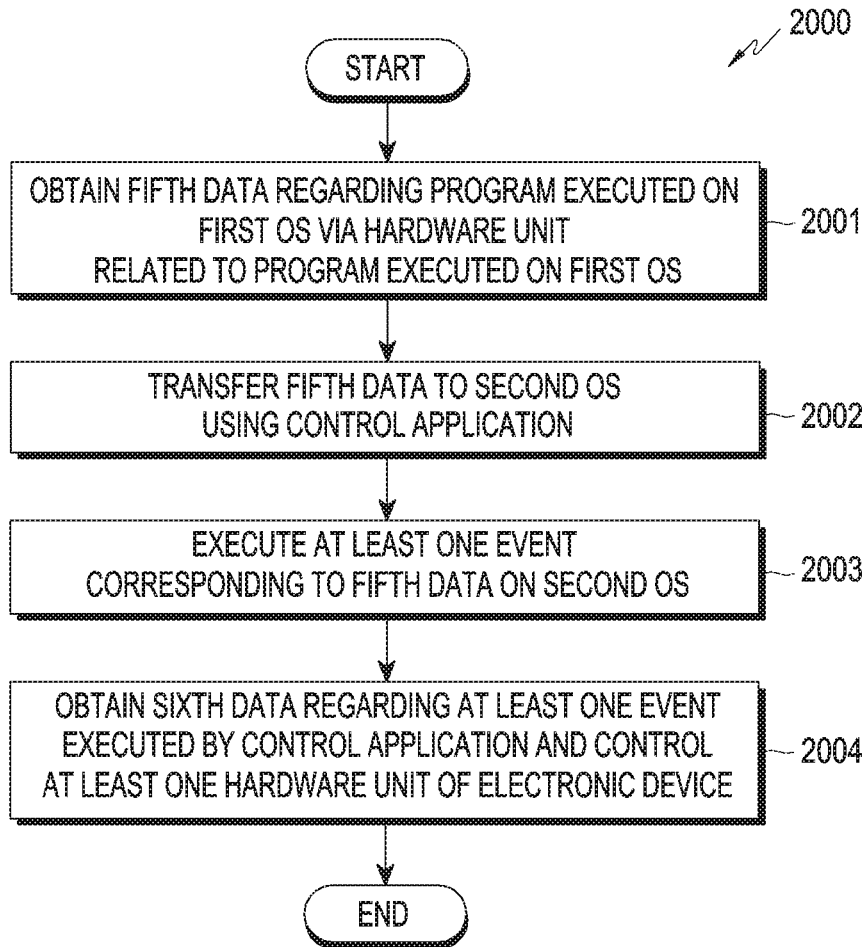 2000
START
OBTAIN FIFTH DATA REGARDING PROGRAM EXECUTED ON
FIRST OS VIA HARDWARE UNIT
RELATED TO PROGRAM EXECUTED ON FIRST OS
2001
TRANSFER FIFTH DATA TO SECOND OS
USING CONTROL APPLICATION
2002
EXECUTE AT LEAST ONE EVENT
CORRESPONDING TO FIFTH DATA ON SECOND OS
2003
OBTAIN SIXTH DATA REGARDING AT LEAST ONE EVENT
EXECUTED BY CONTROL APPLICATION AND CONTROL
AT LEAST ONE HARDWARE UNIT OF ELECTRONIC DEVICE
2004
END